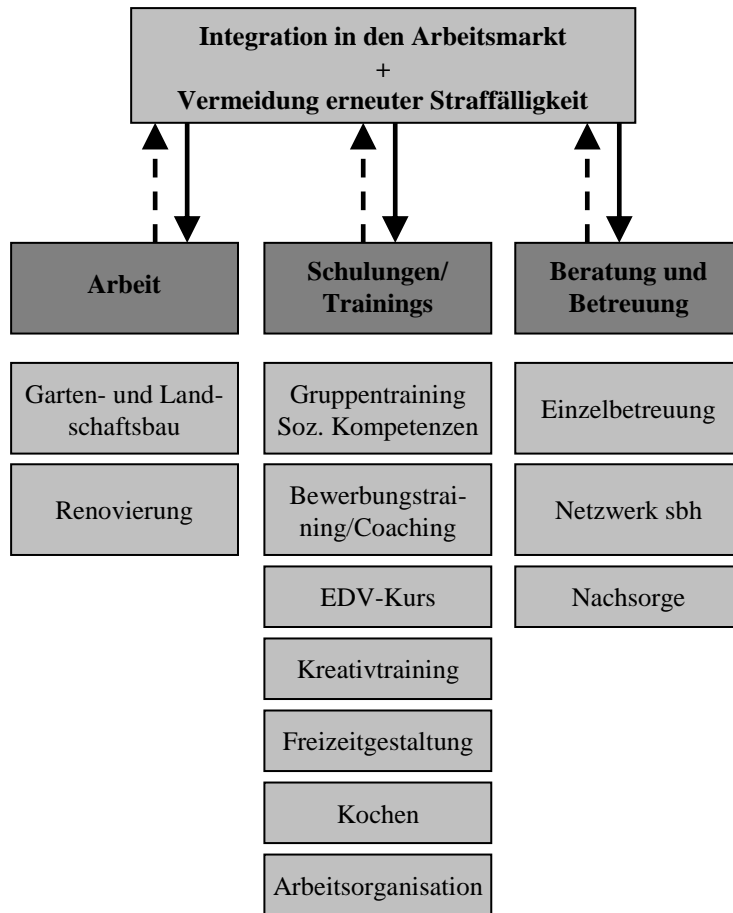 Integration in den Arbeitsmarkt
+
Vermeidung erneuter Straffälligkeit
Arbeit
Schulungen/
Trainings
Beratung und
Betreuung
Garten- und Land-
schaftsbau
Renovierung
Gruppentraining
Soz. Kompetenzen
Bewerbungstrai-
ning/Coaching
EDV-Kurs
Kreativtraining
Freizeitgestaltung
Kochen
Arbeitsorganisation
Einzelbetreuung
Netzwerk sbh
Nachsorge